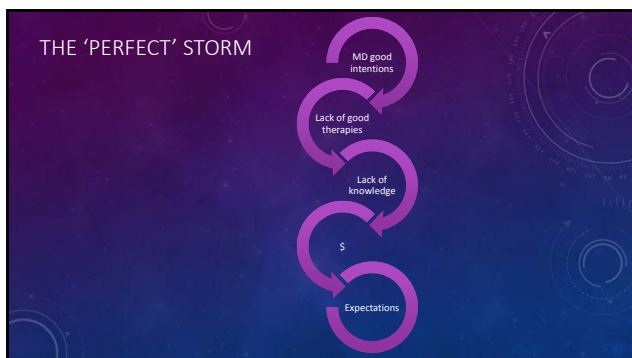 THE ‘PERFECT’ STORM
MD good
intentions
Lack of good
therapies
Lack of
knowledge
$
Expectations